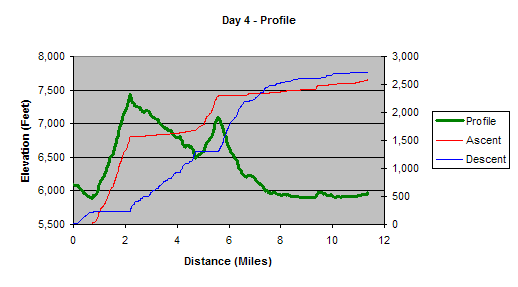 Day 4 - Profile
8,000
7,500
7,000
6,500
6,000
5,500
Elevation (Feet)
3,000
2,500
2,000
1,500
1,000
500
0
0 2 4 6 8 10 12
Distance (Miles)
Profile
Ascent
Descent